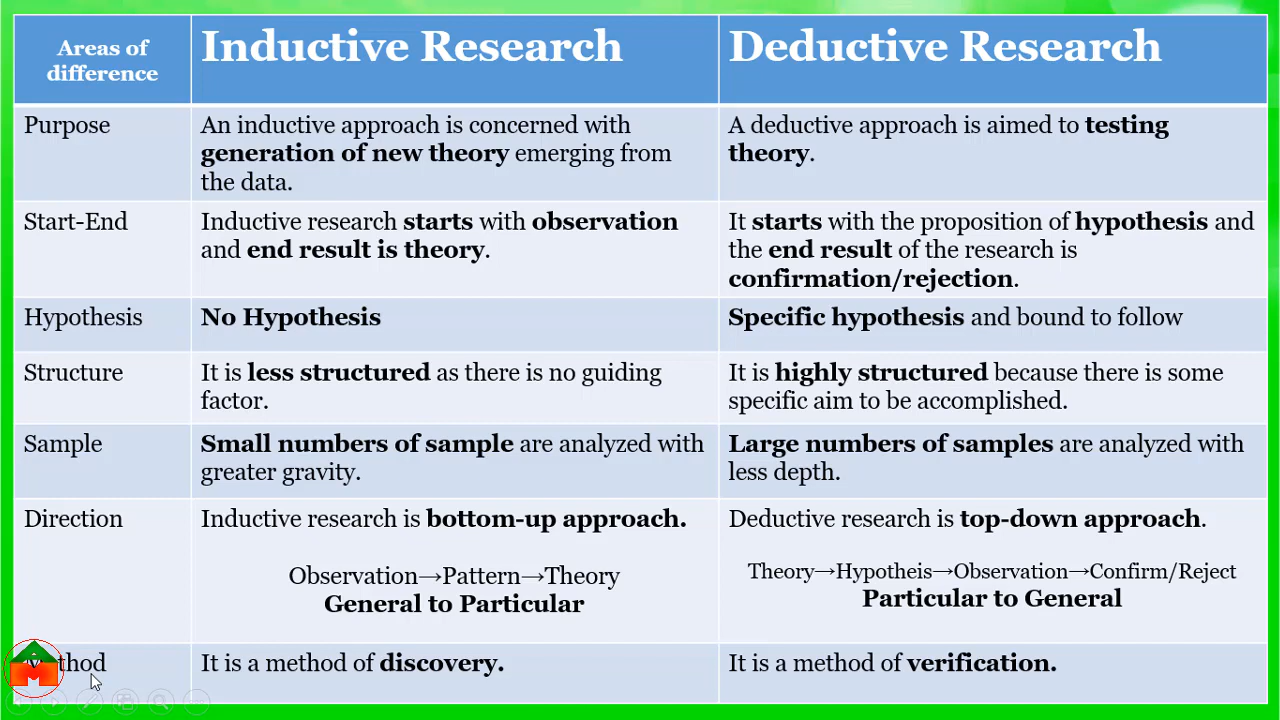 Areas of
difference
Inductive Research
Deductive Research
Purpose
An inductive approach is concerned with
generation of new theory emerging from
the data.
A deductive approach is aimed to testing
theory.
Start-End
Inductive research starts with observation
and end result is theory.
It starts with the proposition of hypothesis and
the end result of the research is
confirmation/rejection.
Hypothesis
No Hypothesis
Specific hypothesis and bound to follow
Structure
It is less structured as there is no guiding
factor.
It is highly structured because there is some
specific aim to be accomplished.
Sample
Small numbers of sample are analyzed with
greater gravity.
Large numbers of samples are analyzed with
less depth.
Direction
Inductive research is bottom-up approach.
Observation→Pattern→Theory
General to Particular
Deductive research is top-down approach.
Theory→Hypotheis→Observation→Confirm/Reject
Particular to General
Method
It is a method of discovery.
It is a method of verification.